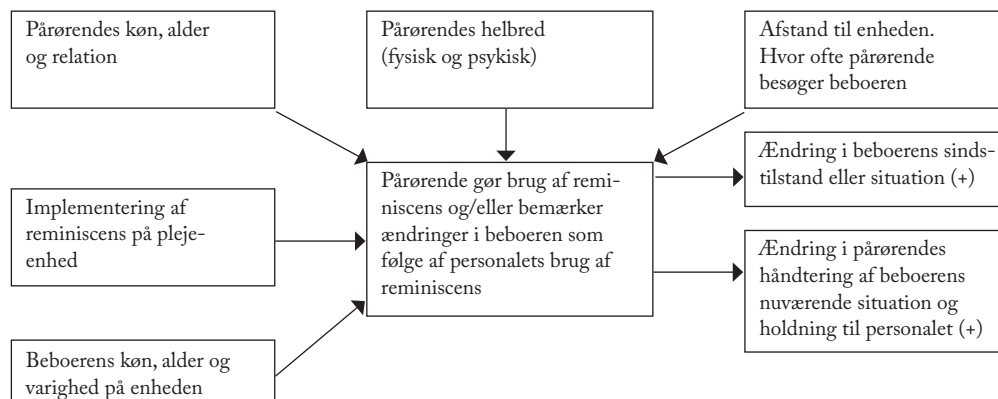 Pårørendes køn, alder
og relation
Pårørendes helbred
(fysisk og psykisk)
Afstand til enheden.
Hvor ofte pårørende
besøger beboeren
Ændring i beboerens sinds-
tilstand eller situation (+)
Pårørende gør brug af remi-
niscens og/eller bemærker
ændringer i beboeren som
følge af personalets brug af
reminiscens
Implementering af
reminiscens på pleje-
enhed
Ændring i pårørendes
håndtering af beboerens
nuværende situation og
holdning til personalet (+)
Beboerens køn, alder og
varighed på enheden